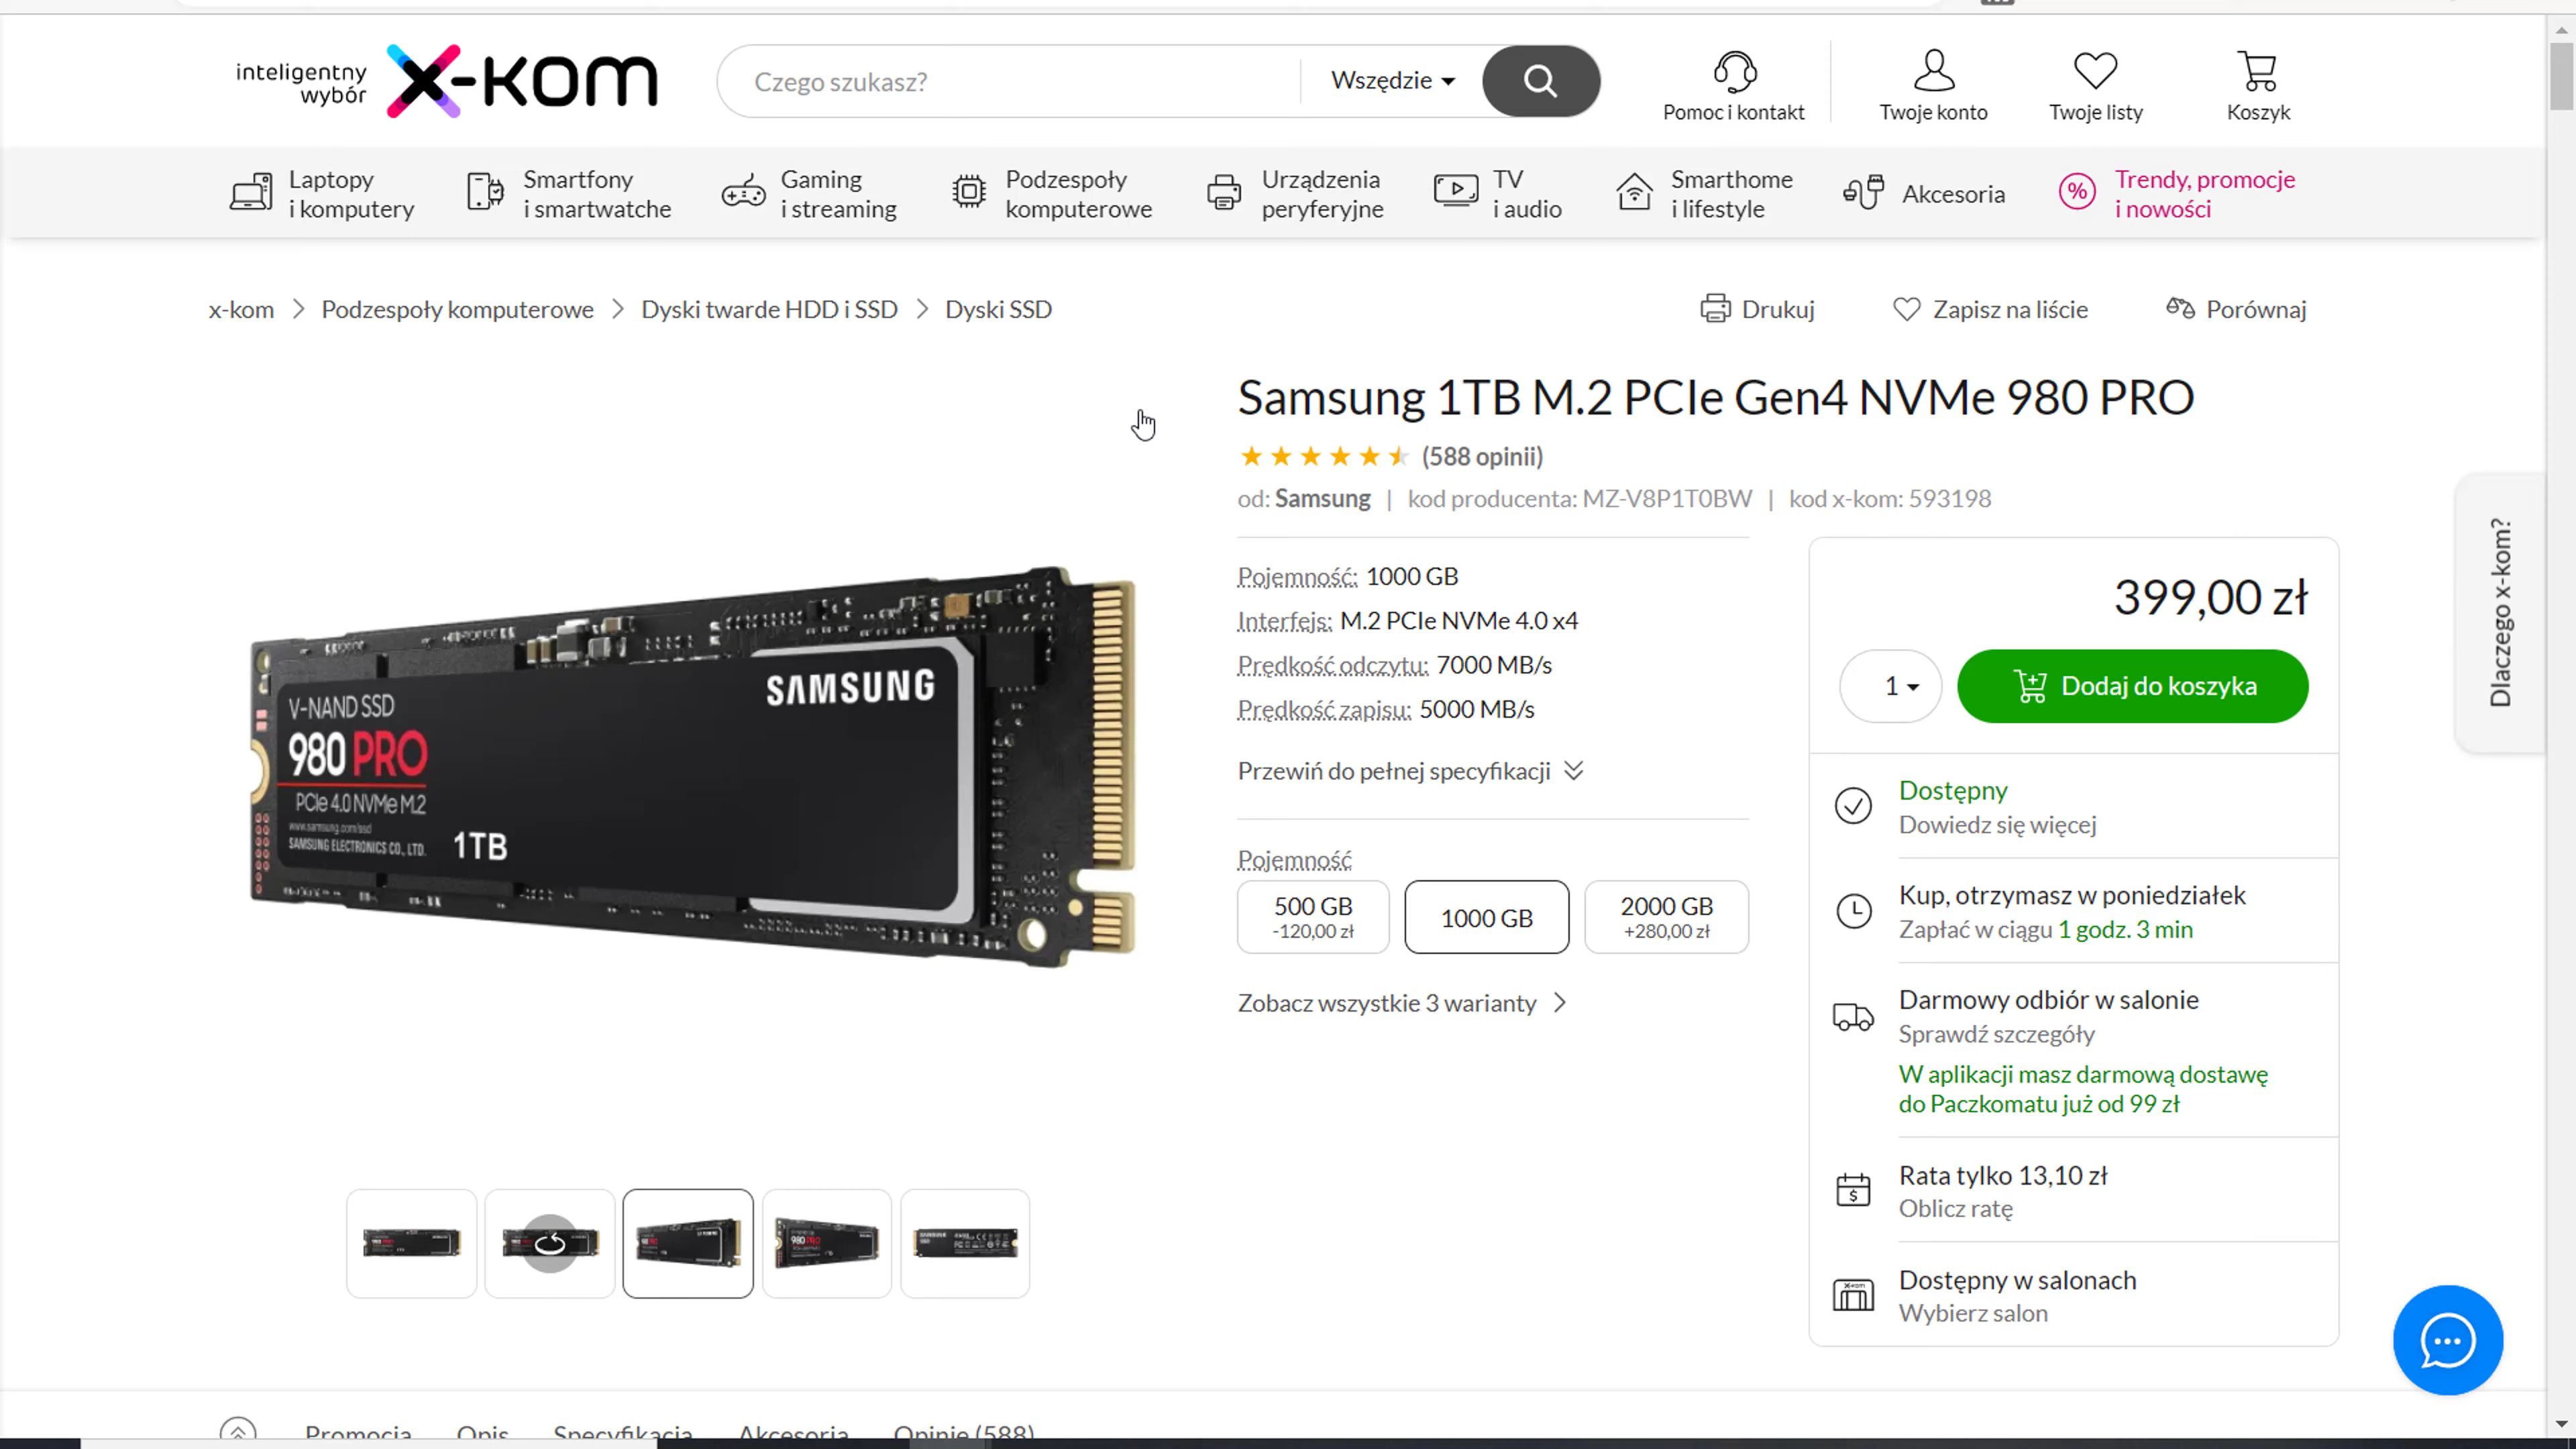 inteligentny
wybór
x-kom
Czego szukasz?
Wszędzie
Pomoc i kontakt
Twoje konto
Twoje listy
Koszyk
Laptopy
i komputery
Smartfony
i smartwatche
Gaming
i streaming
Podzespoły
komputerowe
Urządzenia
peryferyjne
TV
i audio
Smarthome
i lifestyle
Akcesoria
Trendy, promocje
i nowości
x-kom > Podzespoły komputerowe > Dyski twarde HDD i SSD > Dyski SSD
Drukuj
Zapisz na liście
Porównaj
Samsung 1TB M.2 PCIe Gen4 NVMe 980 PRO
(588 opinii)
od: Samsung | kod producenta: MZ-V8P1T0BW | kod x-kom: 593198
SAMSUNG
V-NAND SSD
980 PRO
PCIe 4.0 NVMe M.2
www.samsung.com/ssd
SAMSUNG ELECTRONICS CO., LTD.
1TB
Pojemność: 1000 GB
Interfejs: M.2 PCIe NVMe 4.0 x4
Prędkość odczytu: 7000 MB/s
Prędkość zapisu: 5000 MB/s
Przewiń do pełnej specyfikacji
Pojemność
500 GB
-120,00 zł
1000 GB
2000 GB
+280,00 zł
Zobacz wszystkie 3 warianty
399,00 zł
1
Dodaj do koszyka
Dostępny
Dowiedz się więcej
Kup, otrzymasz w poniedziałek
Zapłać w ciągu 1 godz. 3 min
Darmowy odbiór w salonie
Sprawdź szczegóły
W aplikacji masz darmową dostawę
do Paczkomatu już od 99 zł
Rata tylko 13,10 zł
Oblicz ratę
Dostępny w salonach
Wybierz salon
Dlaczego x-kom?
Promocja
Opis
Specyfikacja
Akcesoria
Opinie (588)